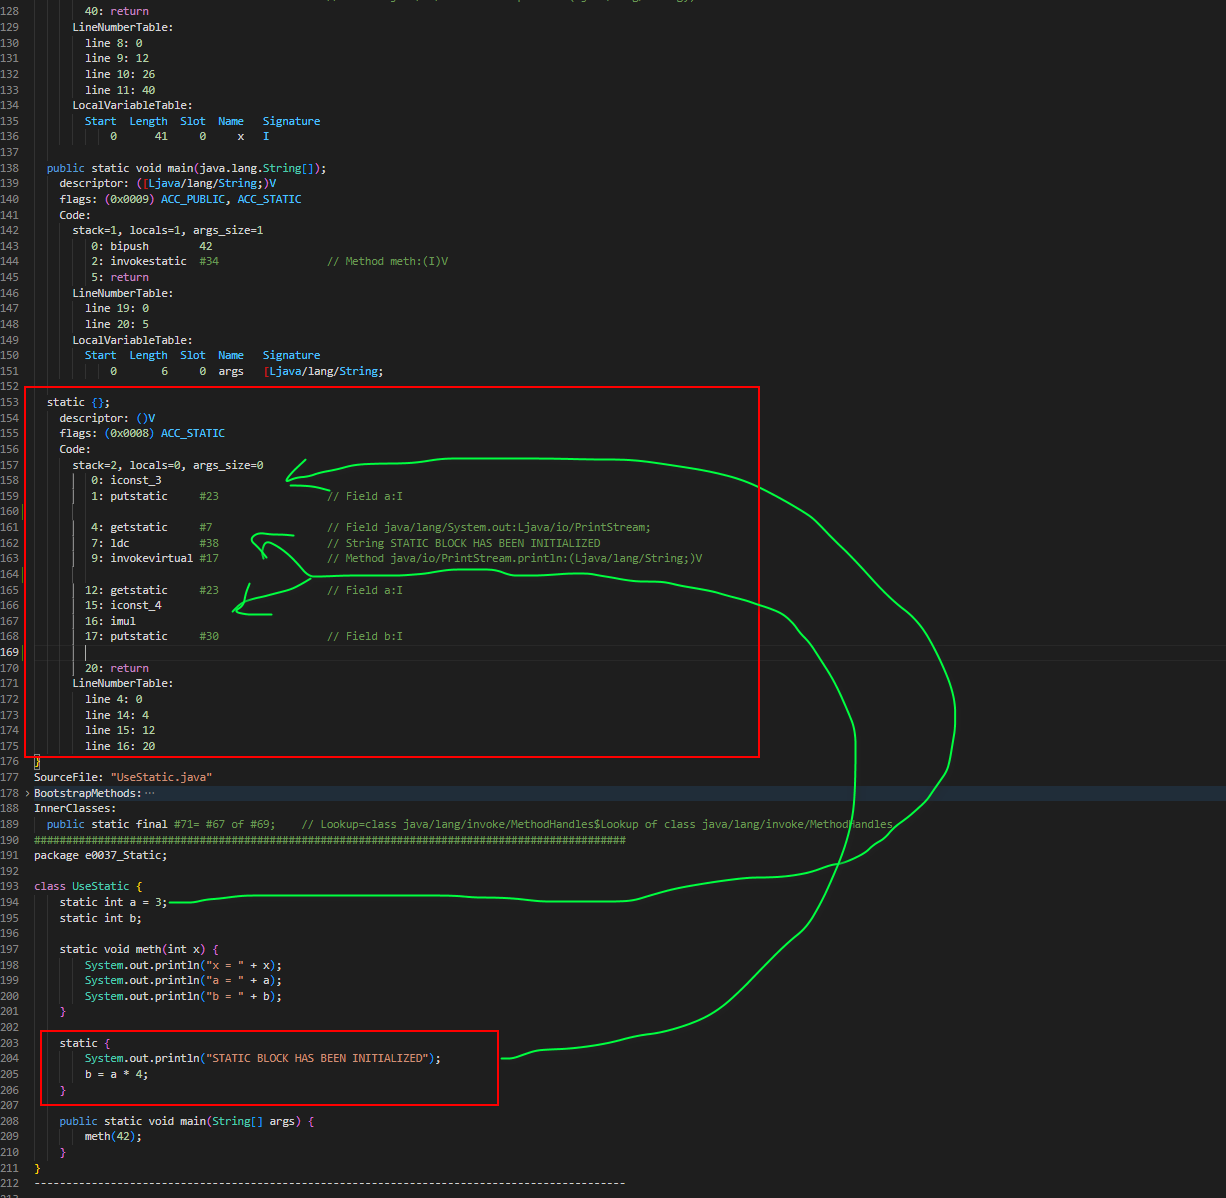 128 40: return
129 LineNumberTable:
130 line 8: 0
131 line 9: 12
132 line 10: 26
133 line 11: 40
134 LocalVariableTable:
135 Start Length Slot Name Signature
136 0 41 0 x I
137
138 public static void main(java.lang.String[]);
139 descriptor: ([Ljava/lang/String;)V
140 flags: (0x0009) ACC_PUBLIC, ACC_STATIC
141 Code:
142 stack=1, locals=1, args_size=1
143 0: bipush 42
144 2: invokestatic #34 // Method meth:(I)V
145 5: return
146 LineNumberTable:
147 line 19: 0
148 line 20: 5
149 LocalVariableTable:
150 Start Length Slot Name Signature
151 0 6 0 args [Ljava/lang/String;
152
153 static {};
154 descriptor: ()V
155 flags: (0x0008) ACC_STATIC
156 Code:
157 stack=2, locals=0, args_size=0
158 0: iconst_3
159 1: putstatic #23 // Field a:I
160
161 4: getstatic #7 // Field java/lang/System.out:Ljava/io/PrintStream;
162 7: ldc #38 // String STATIC BLOCK HAS BEEN INITIALIZED
163 9: invokevirtual #17 // Method java/io/PrintStream.println:(Ljava/lang/String;)V
164
165 12: getstatic #23 // Field a:I
166 15: iconst_4
167 16: imul
168 17: putstatic #30 // Field b:I
169
170 20: return
171 LineNumberTable:
172 line 4: 0
173 line 14: 4
174 line 15: 12
175 line 16: 20
176 }
177 SourceFile: "UseStatic.java"
178 BootstrapMethods: ···
188 InnerClasses:
189 public static final #71= #67 of #69; // Lookup=class java/lang/invoke/MethodHandles$Lookup of class java/lang/invoke/MethodHandles
190 #############################################################################################
191 package e0037_Static;
192
193 class UseStatic {
194 static int a = 3;
195 static int b;
196
197 static void meth(int x) {
198 System.out.println("x = " + x);
199 System.out.println("a = " + a);
200 System.out.println("b = " + b);
201 }
202
203 static {
204 System.out.println("STATIC BLOCK HAS BEEN INITIALIZED");
205 b = a * 4;
206 }
207
208 public static void main(String[] args) {
209 meth(42);
210 }
211 }
212 ---------------------------------------------------------------------------------------------